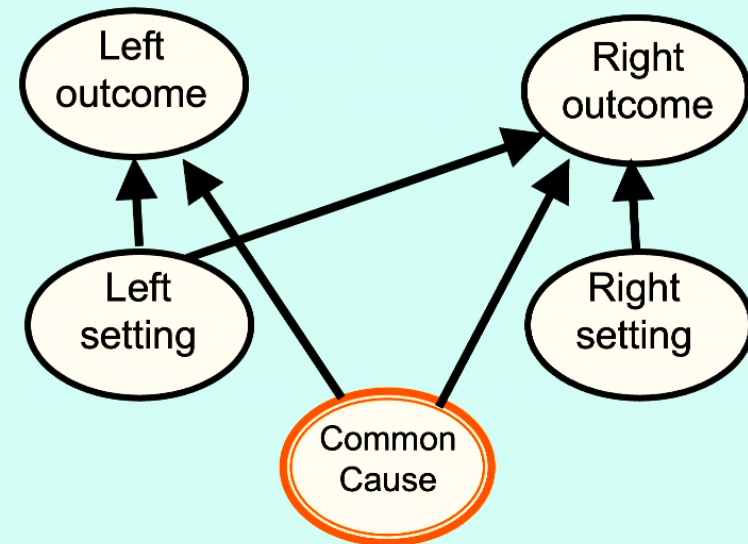 Left
outcome
Right
outcome
Left
setting
Right
setting
Common
Cause